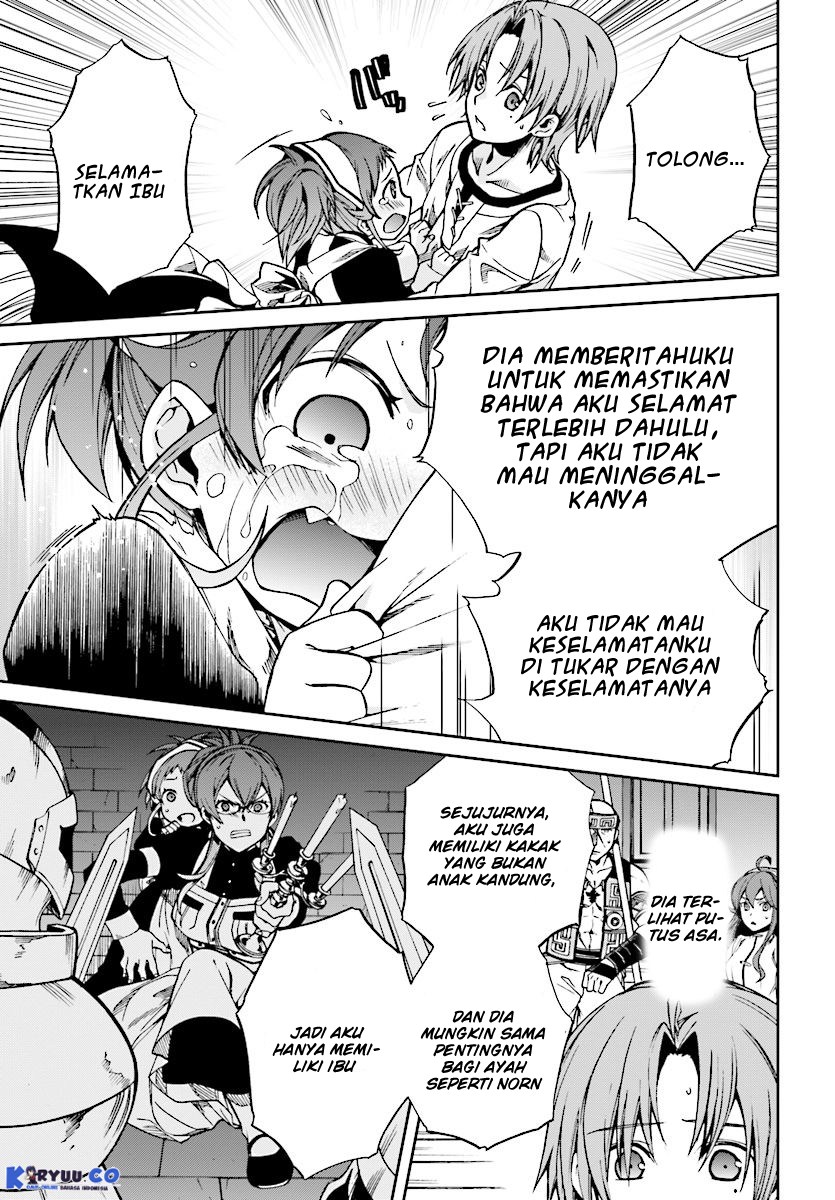 TOLONG...
SELAMA-
TKAN IBU
DIA MEMBERITAHUKU
UNTUK MEMASTIKAN
BAHWA AKU SELAMAT
TERLEBIH DAHULU,
TAPI AKU TIDAK
MAU MENINGGAL-
KANYA
AKU TIDAK MAU
KESELAMATANKU
DI TUKAR DENGAN
KESELAMATANYA
DIA TER-
LIHAT PU-
TUS ASA.
SEJUJURNYA,
AKU JUGA
MEMILIKI KAKAK
YANG BUKAN
ANAK KANDUNG,
DAN DIA
MUNGKIN SAMA
PENTINGNYA
BAGI AYAH
SEPERTI NORN
JADI AKU
HANYA MEMI-
LIKI IBU
KIRYUU.CO
BAHASA INDONESIA